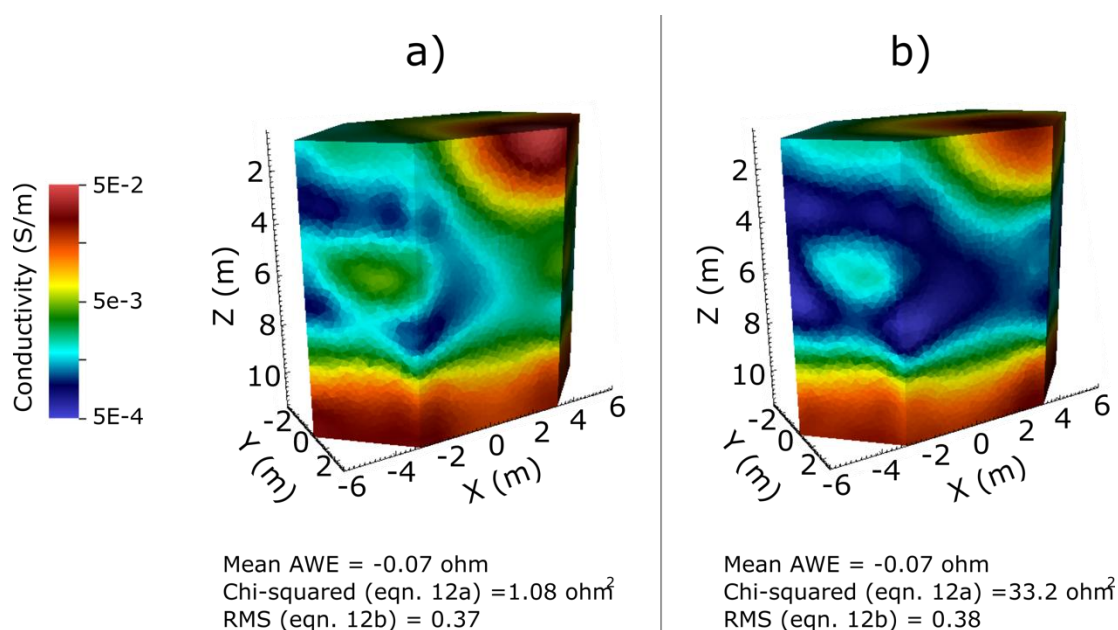 a)
b)
Conductivity (S/m)
5E-2
5E-3
5E-4
Z (m)
2
4
6
8
10
-2
0
2
Y (m)
-6
-4
-2
0
2
4
6
X (m)
Z (m)
2
4
6
8
10
-2
0
2
Y (m)
-6
-4
-2
0
2
4
6
X (m)
Mean AWE = -0.07 ohm
Chi-squared (eqn. 12a) =1.08 ohm²
RMS (eqn. 12b) = 0.37
Mean AWE = -0.07 ohm
Chi-squared (eqn. 12a) =33.2 ohm²
RMS (eqn. 12b) = 0.38